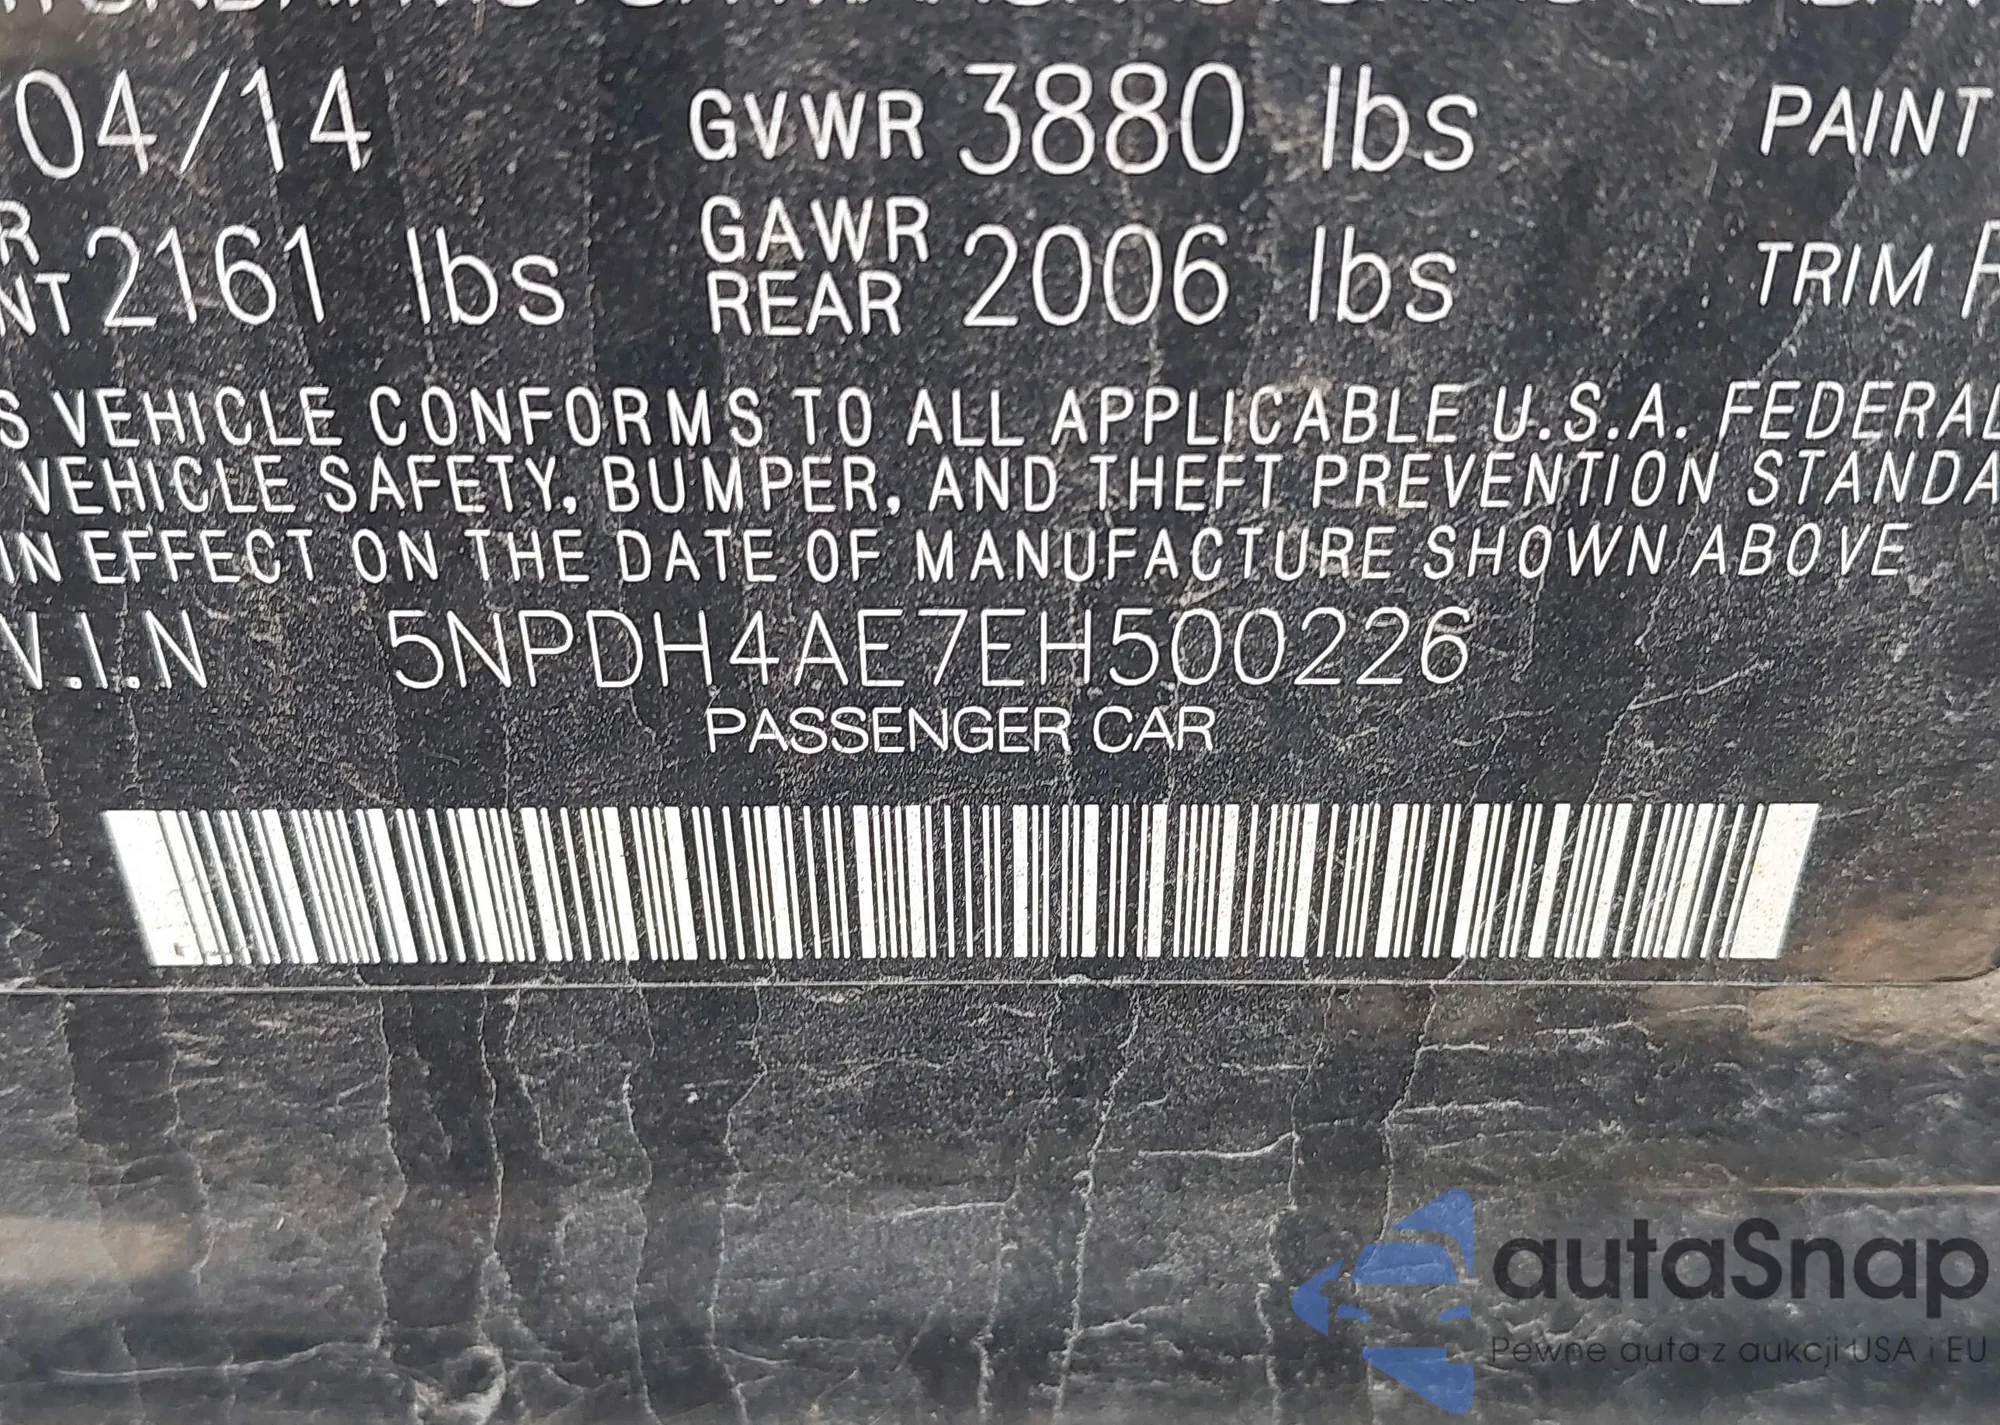 04/14 GVWR 3880 lbs PAINT
NT 2161 lbs GAWR REAR 2006 lbs TRIM
S VEHICLE CONFORMS TO ALL APPLICABLE U.S.A. FEDERAL
VEHICLE SAFETY, BUMPER, AND THEFT PREVENTION STANDA
IN EFFECT ON THE DATE OF MANUFACTURE SHOWN ABOVE
V.I.N 5NPDH4AE7EH500226
PASSENGER CAR
autaSnap
Pewne auta z aukcji USA i EU